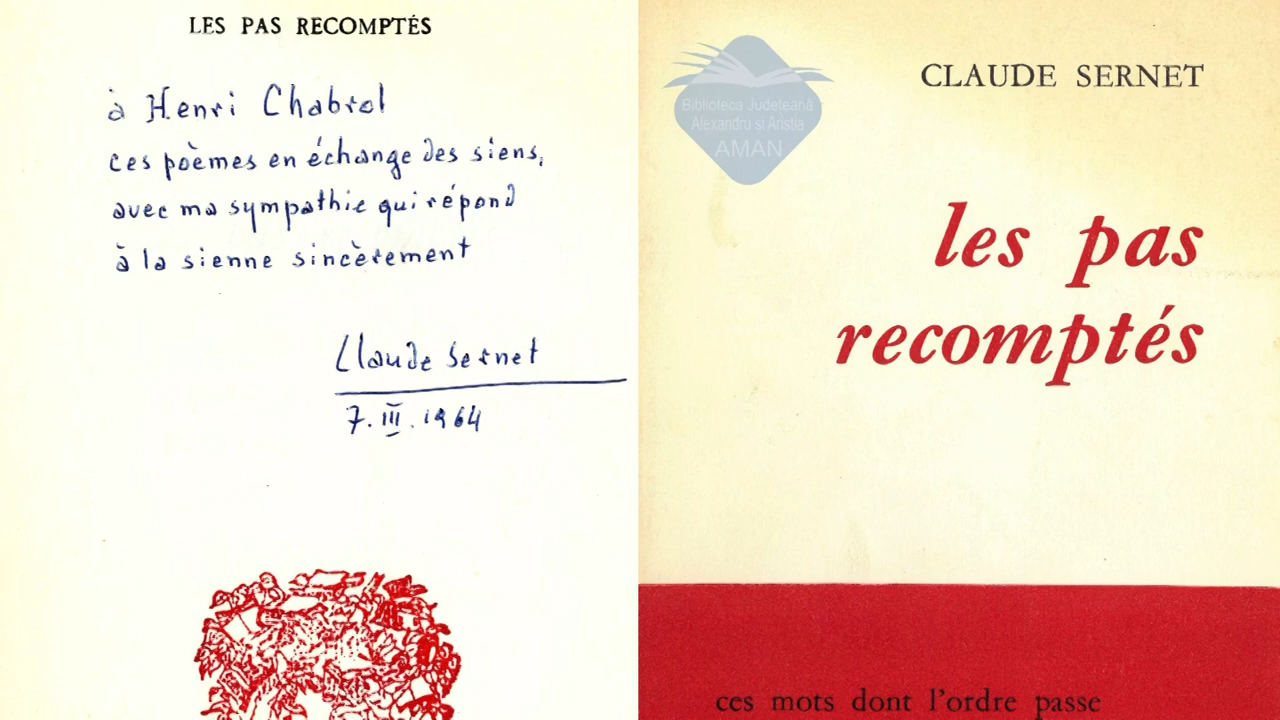 LES PAS RECOMPTÉS
à Henri Chabrol
ces poèmes en échange des siens,
avec ma sympathie qui répond
à la sienne sincèrement
Claude Sernet
7.III.1964
Biblioteca Judeteană
Alexandru si Aristia
AMAN
CLAUDE SERNET
les pas
recomptés
ces mots dont l'ordre passe